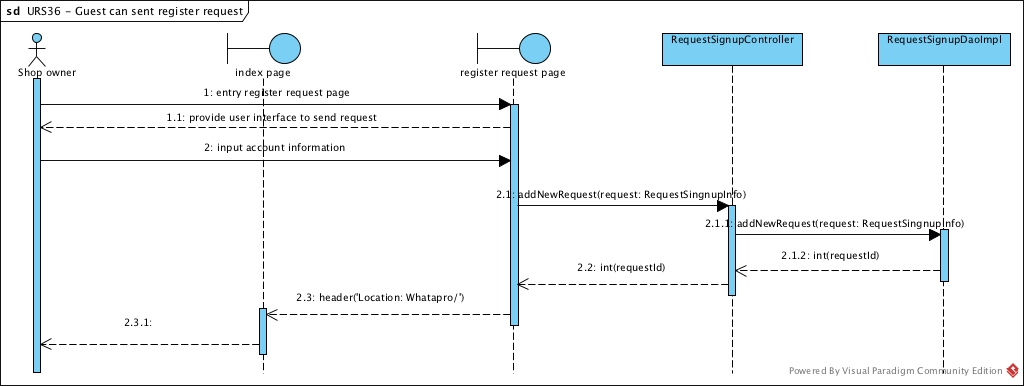 sd URS36 - Guest can sent register request
RequestSignupController
RequestSignupDaoImpl
Shop owner
index page
register request page
1: entry register request page
1.1: provide user interface to send request
2: input account information
2.1: addNewRequest(request: RequestSingnupInfo)
2.1.1: addNewRequest(request: RequestSingnupInfo)
2.1.2: int(requestId)
2.2: int(requestId)
2.3: header('Location: Whatapro/')
2.3.1:
Powered By Visual Paradigm Community Edition